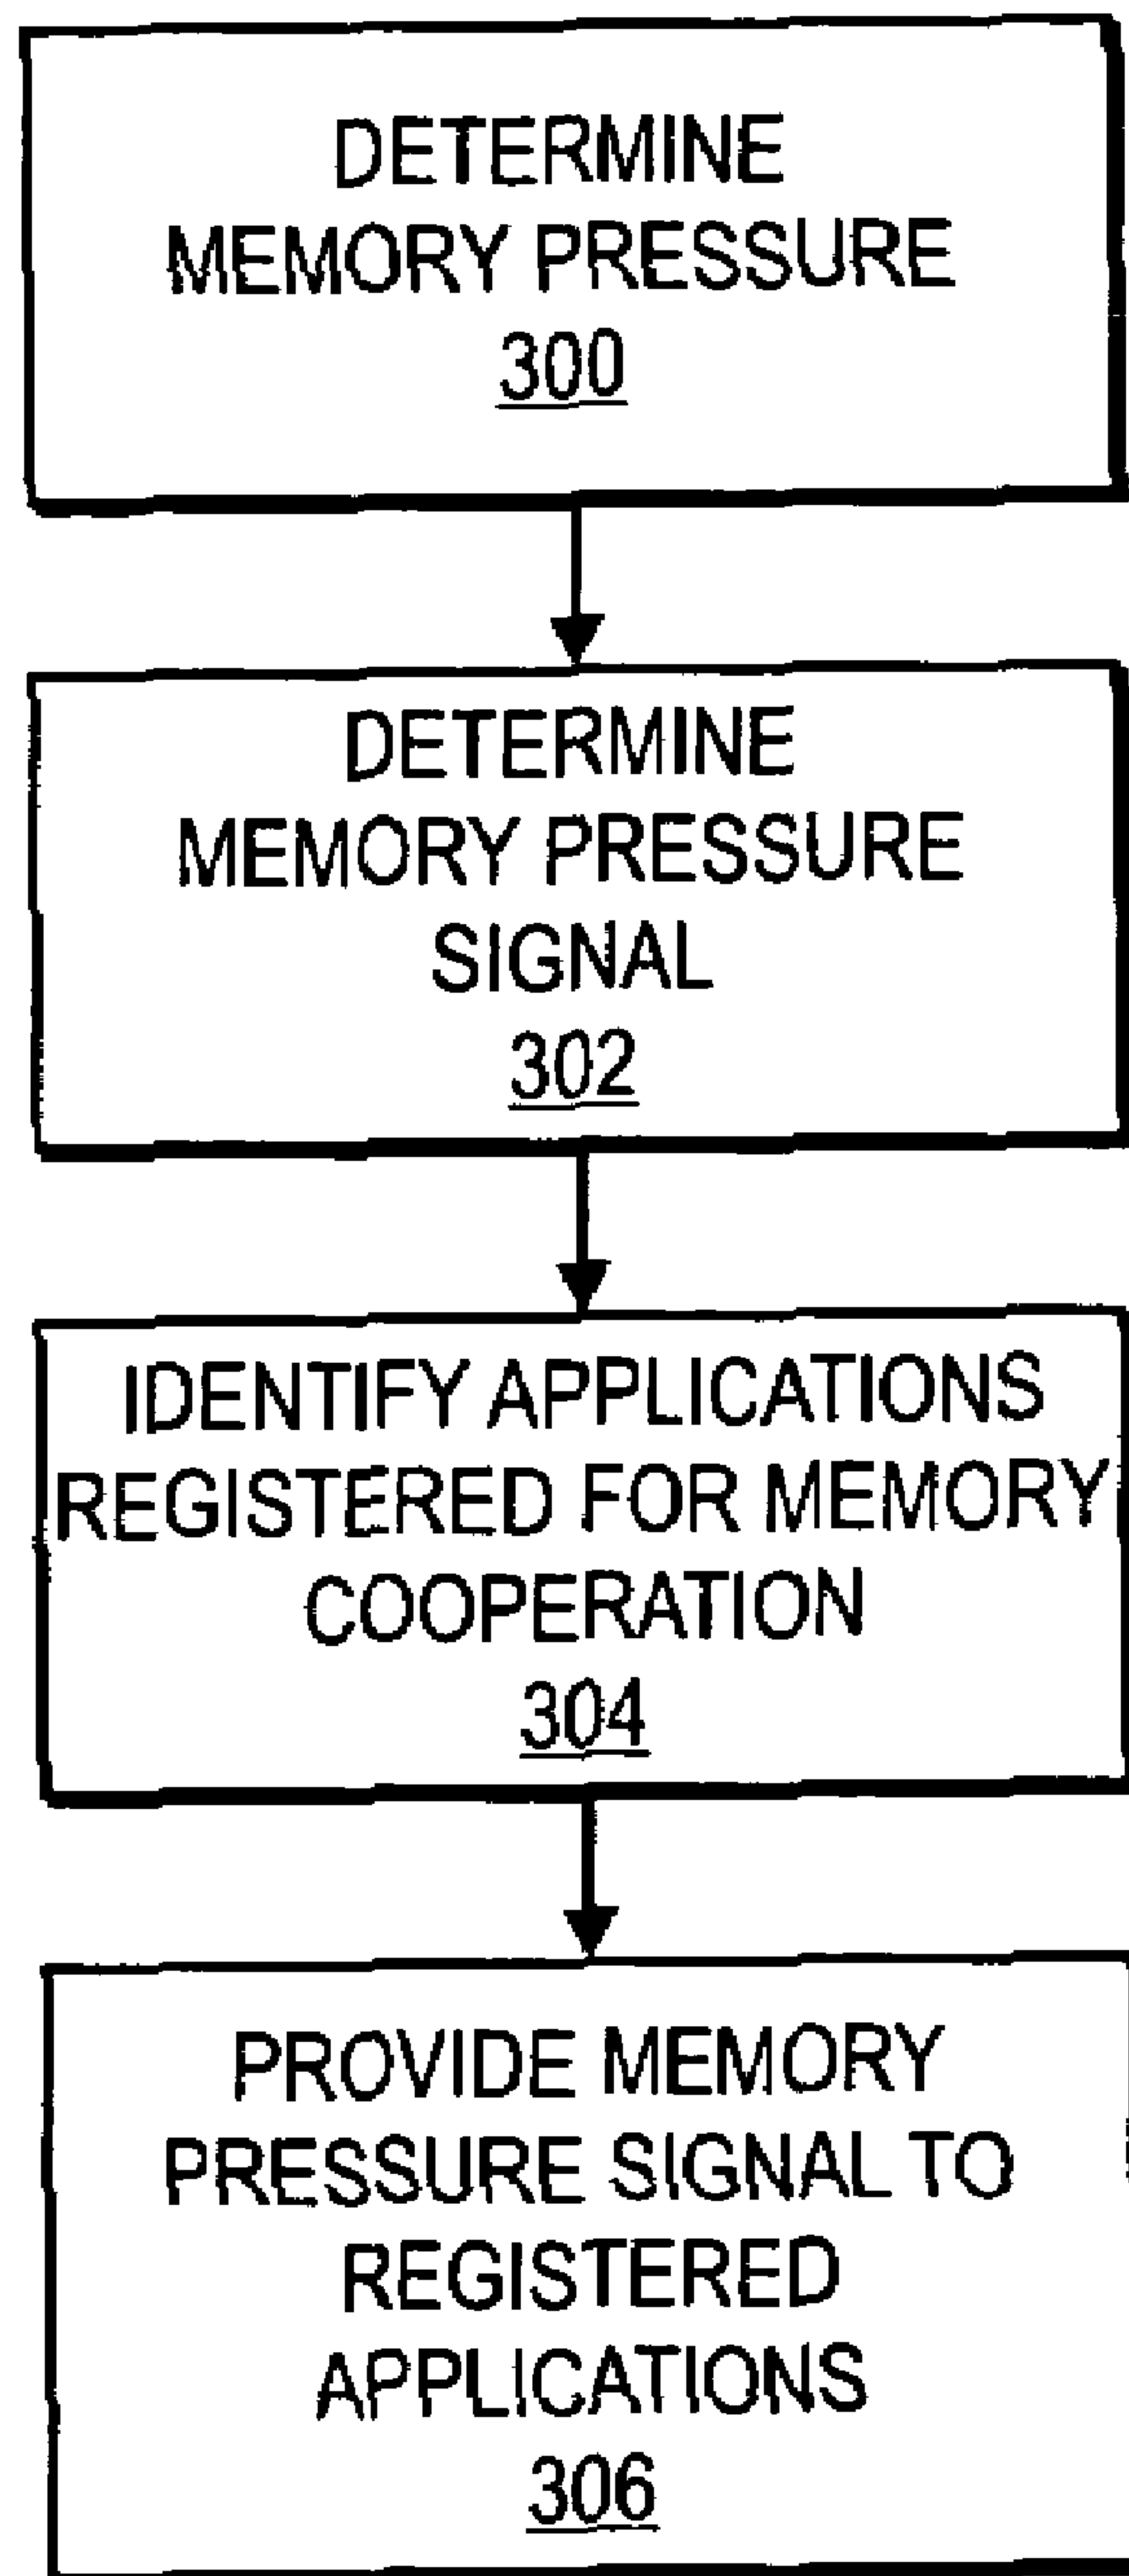 DETERMINE
MEMORY PRESSURE
300
DETERMINE
MEMORY PRESSURE
SIGNAL
302
IDENTIFY APPLICATIONS
REGISTERED FOR MEMORY
COOPERATION
304
PROVIDE MEMORY
PRESSURE SIGNAL TO
REGISTERED
APPLICATIONS
306